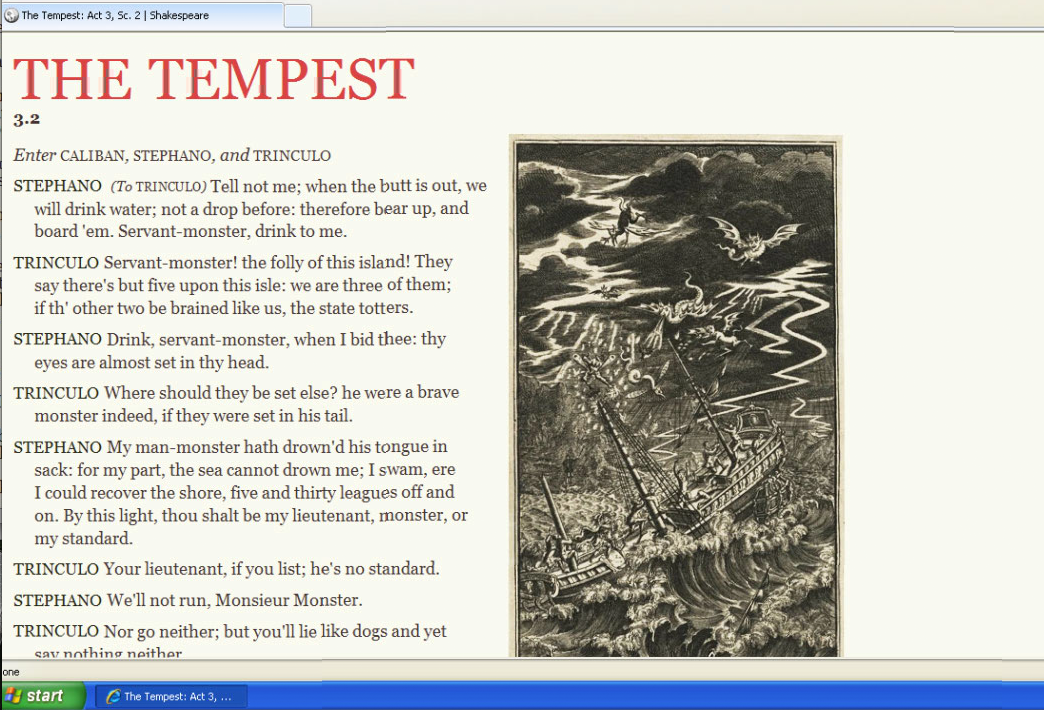 The Tempest: Act 3, Sc. 2 | Shakespeare
THE TEMPEST
3.2
Enter CALIBAN, STEPHANO, and TRINCULO
STEPHANO (To TRINCULO) Tell not me; when the butt is out, we
will drink water; not a drop before: therefore bear up, and
board 'em. Servant-monster, drink to me.
TRINCULO Servant-monster! the folly of this island! They
say there's but five upon this isle: we are three of them;
if th' other two be brained like us, the state totters.
STEPHANO Drink, servant-monster, when I bid thee: thy
eyes are almost set in thy head.
TRINCULO Where should they be set else? he were a brave
monster indeed, if they were set in his tail.
STEPHANO My man-monster hath drown'd his tongue in
sack: for my part, the sea cannot drown me; I swam, ere
I could recover the shore, five and thirty leagues off and
on. By this light, thou shalt be my lieutenant, monster, or
my standard.
TRINCULO Your lieutenant, if you list; he's no standard.
STEPHANO We'll not run, Monsieur Monster.
TRINCULO Nor go neither; but you'll lie like dogs and yet
say nothing neither
one
start
The Tempest: Act 3, ...